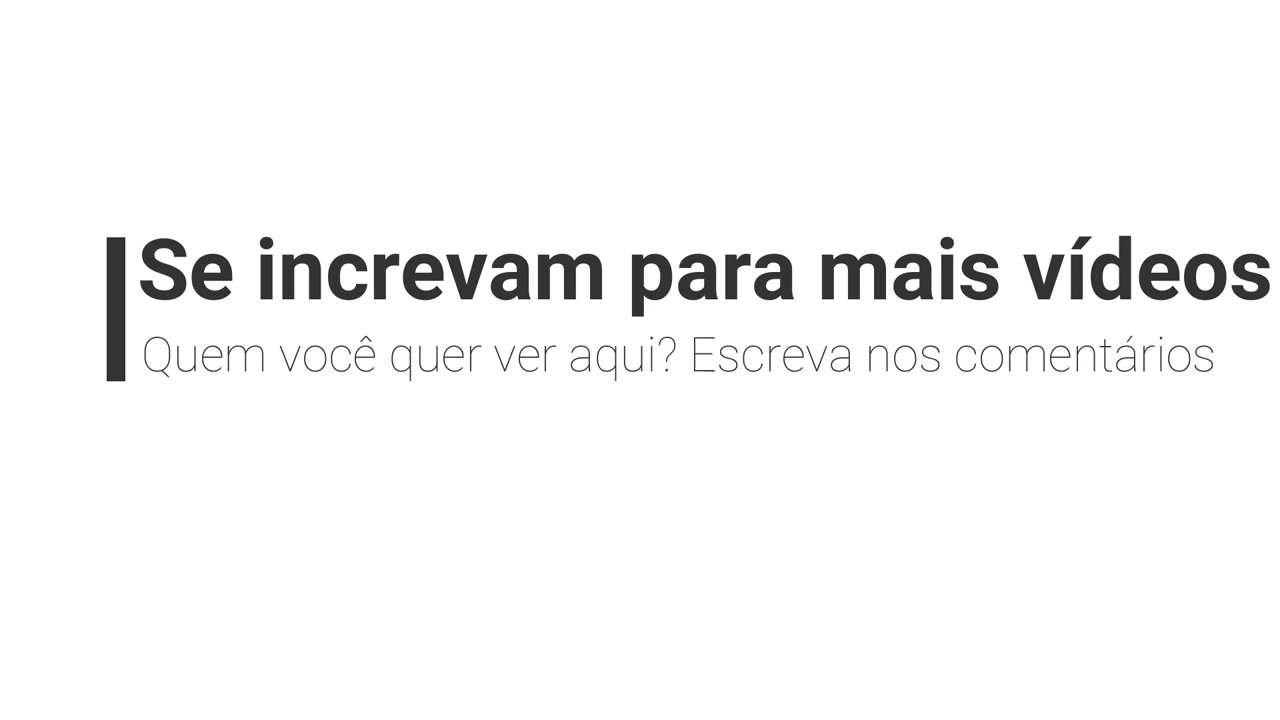 Se increvam para mais vídeos
Quem você quer ver aqui? Escreva nos comentários